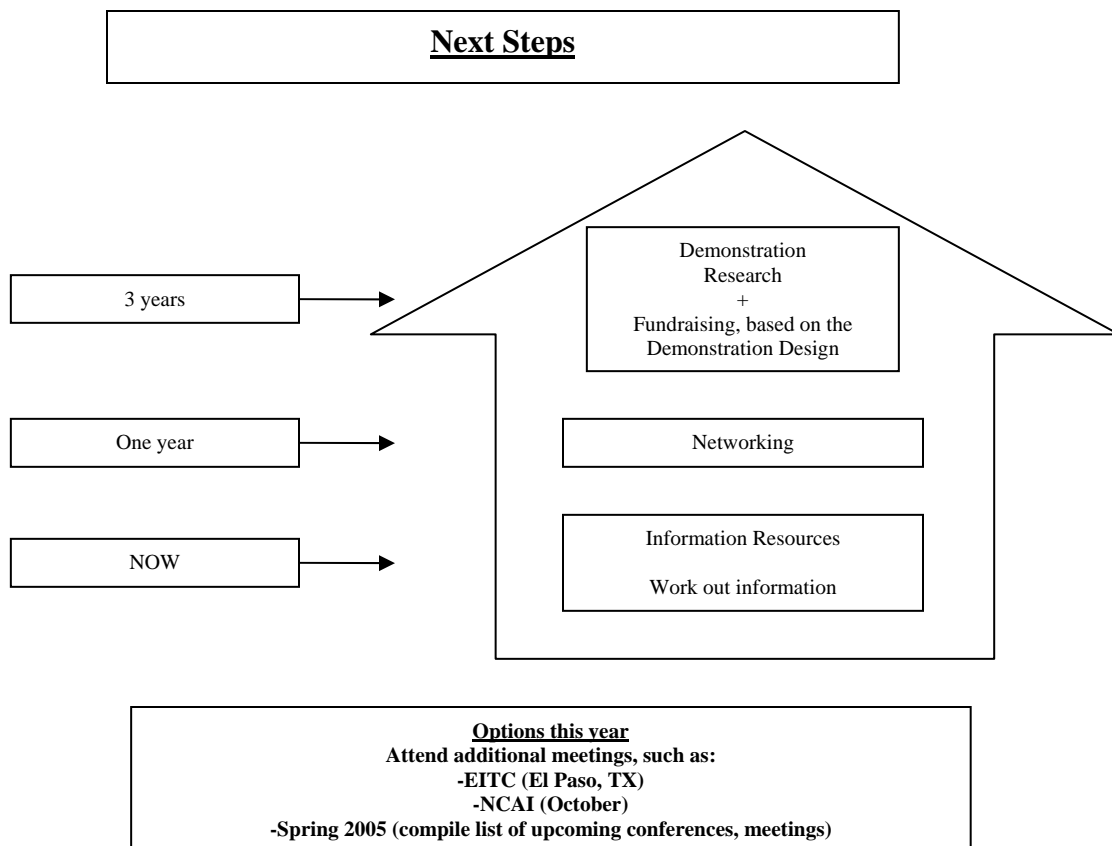 Next Steps
3 years
Demonstration
Research
+
Fundraising, based on the
Demonstration Design
One year
Networking
NOW
Information Resources
Work out information
Options this year
Attend additional meetings, such as:
-EITC (El Paso, TX)
-NCAI (October)
-Spring 2005 (compile list of upcoming conferences, meetings)